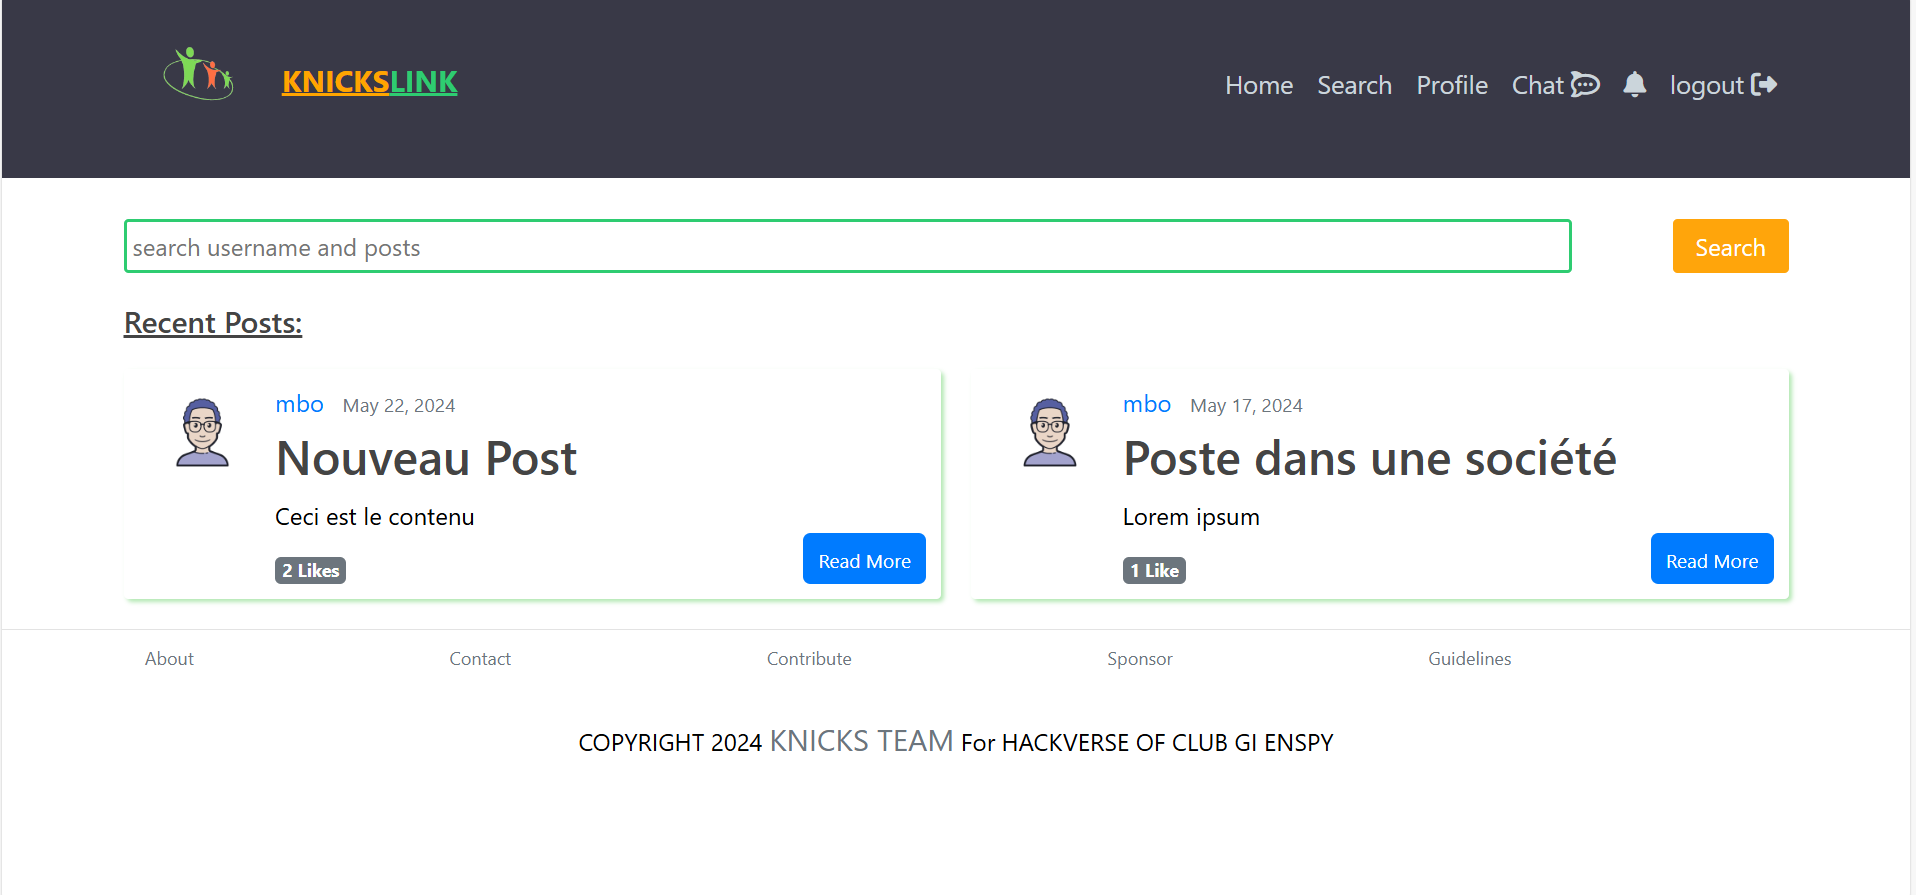 KNICKSLINK
Home Search Profile Chat logout
search username and posts
Search
Recent Posts:
mbo May 22, 2024
Nouveau Post
Ceci est le contenu
2 Likes
Read More
mbo May 17, 2024
Poste dans une société
Lorem ipsum
1 Like
Read More
About Contact Contribute Sponsor Guidelines
COPYRIGHT 2024 KNICKS TEAM For HACKVERSE OF CLUB GI ENSPY